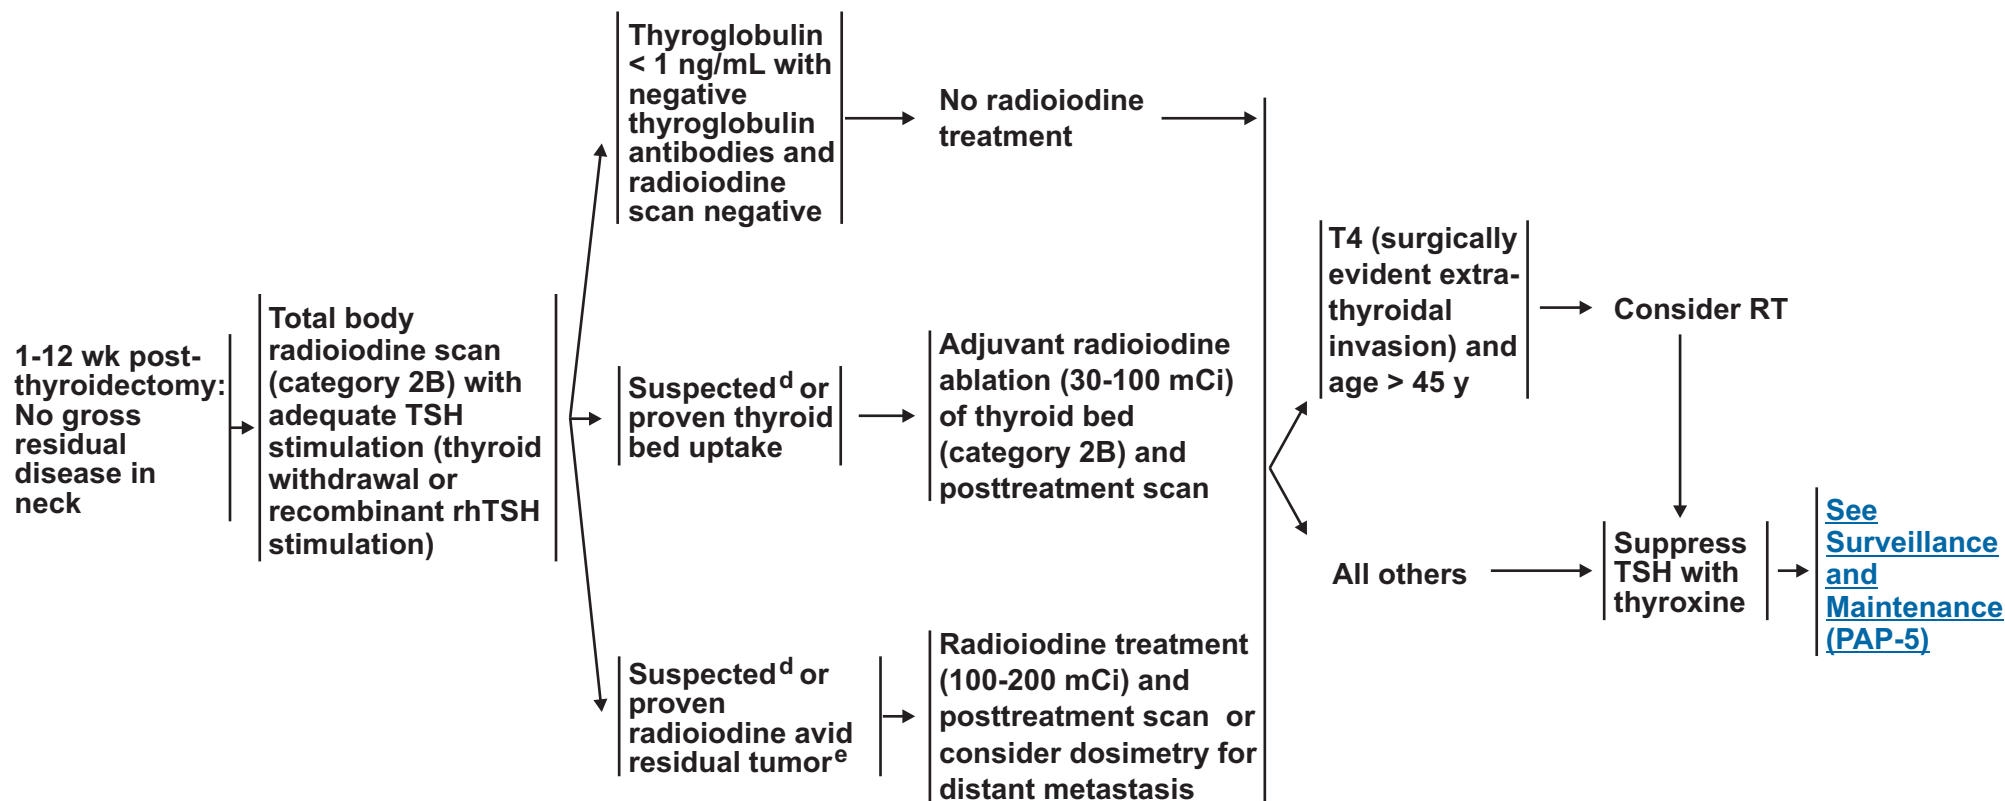 1-12 wk post-
thyroidectomy:
No gross
residual
disease in
neck
Total body
radioiodine scan
(category 2B) with
adequate TSH
stimulation (thyroid
withdrawal or
recombinant rhTSH
stimulation)
Thyroglobulin
< 1 ng/mL with
negative
thyroglobulin
antibodies and
radioiodine
scan negative
No radioiodine
treatment
Suspected d or
proven thyroid
bed uptake
Adjuvant radioiodine
ablation (30-100 mCi)
of thyroid bed
(category 2B) and
posttreatment scan
Suspected d or
proven
radioiodine avid
residual tumor e
Radioiodine treatment
(100-200 mCi) and
posttreatment scan or
consider dosimetry for
distant metastasis
T4 (surgically
evident extra-
thyroidal
invasion) and
age > 45 y
Consider RT
All others
Suppress
TSH with
thyroxine
See
Surveillance
and
Maintenance
(PAP-5)